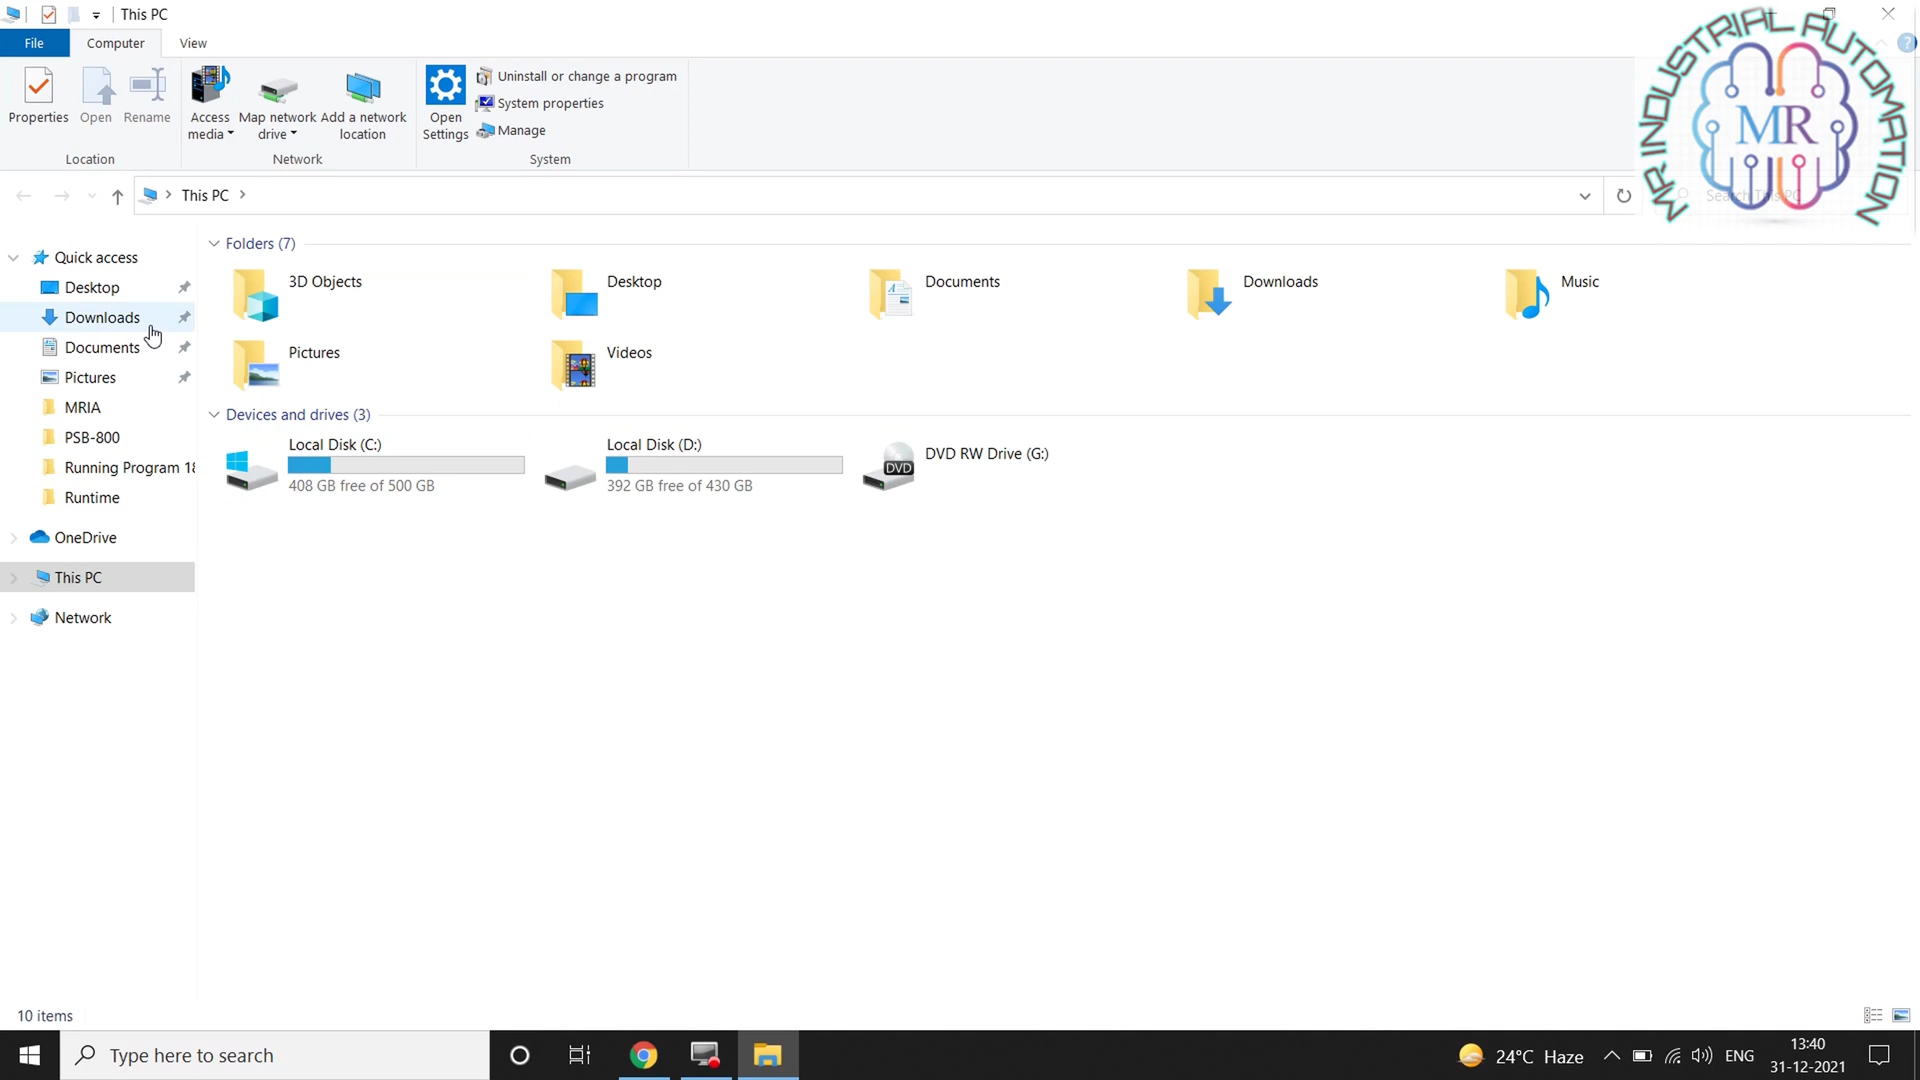 This PC
File
Computer
View
Properties
Open
Rename
Access media
Map network drive
Add a network location
Open Settings
Uninstall or change a program
System properties
Manage
Location
Network
System
This PC
Search This PC
MR INDUSTRIAL AUTOMATION
MR
Quick access
Desktop
Downloads
Documents
Pictures
MRIA
PSB-800
Running Program 18
Runtime
OneDrive
This PC
Network
Folders (7)
3D Objects
Desktop
Documents
Downloads
Music
Pictures
Videos
Devices and drives (3)
Local Disk (C:)
408 GB free of 500 GB
Local Disk (D:)
392 GB free of 430 GB
DVD
DVD RW Drive (G:)
10 items
Type here to search
24°C Haze
ENG
13:40
31-12-2021